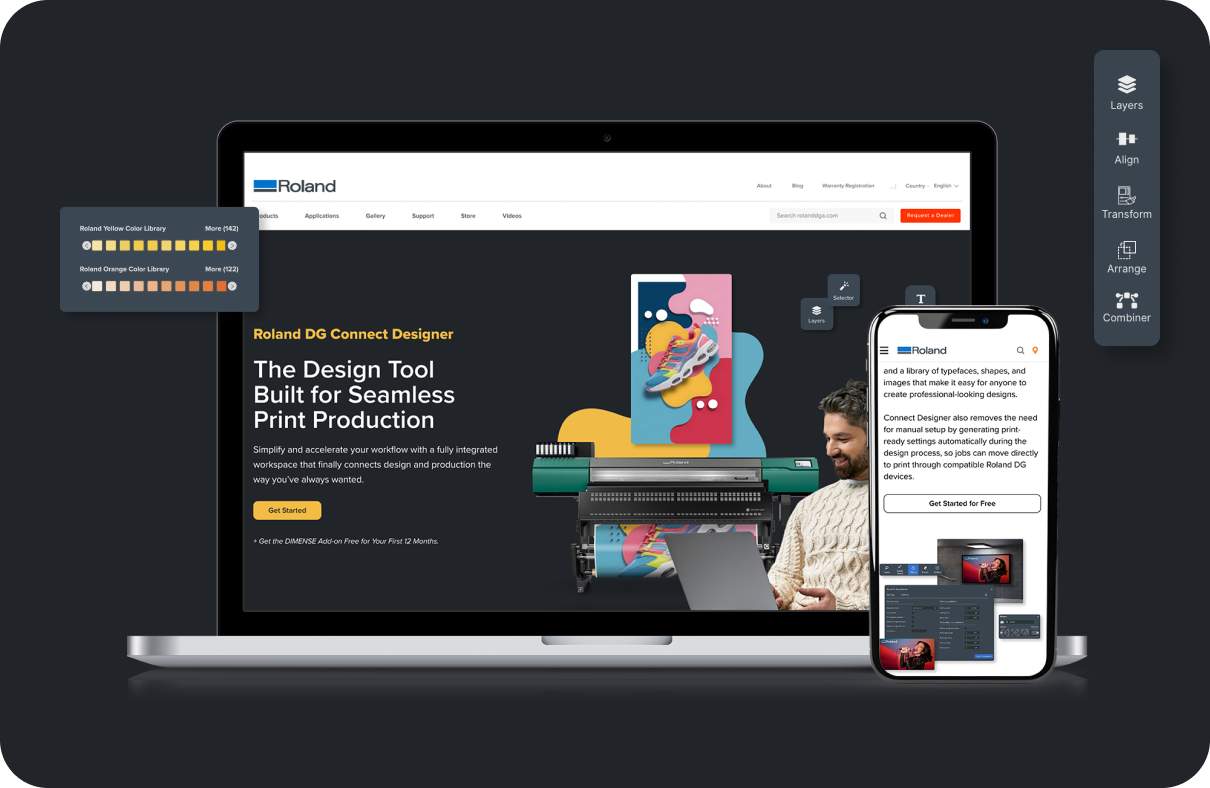 Layers
Align
Transform
Arrange
Combiner
Roland
About
Blog
Warranty Registration
Country
English
oducts
Applications
Gallery
Support
Store
Videos
Search rolanddga.com
Request a Dealer
Roland Yellow Color Library
More (142)
Roland Orange Color Library
More (122)
Roland DG Connect Designer
The Design Tool
Built for Seamless
Print Production
Simplify and accelerate your workflow with a fully integrated
workspace that finally connects design and production the
way you’ve always wanted.
Get Started
+ Get the DIMENSE Add-on Free for Your First 12 Months.
Selector
Layers
T
Roland
Roland
and a library of typefaces, shapes, and
images that make it easy for anyone to
create professional-looking designs.
Connect Designer also removes the need
for manual setup by generating print-
ready settings automatically during the
design process, so jobs can move directly
to print through compatible Roland DG
devices.
Get Started for Free
Roland